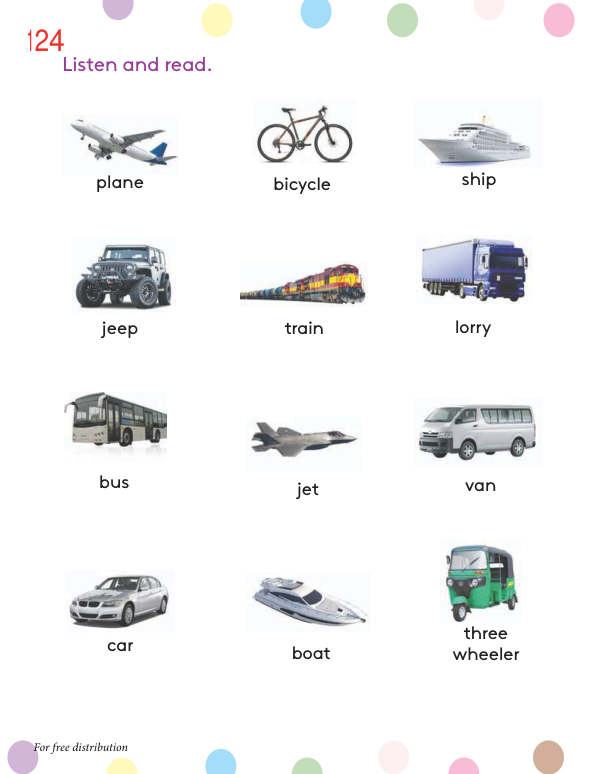 124
Listen and read.
plane
bicycle
ship
jeep
train
lorry
bus
jet
van
car
boat
three
wheeler
For free distribution